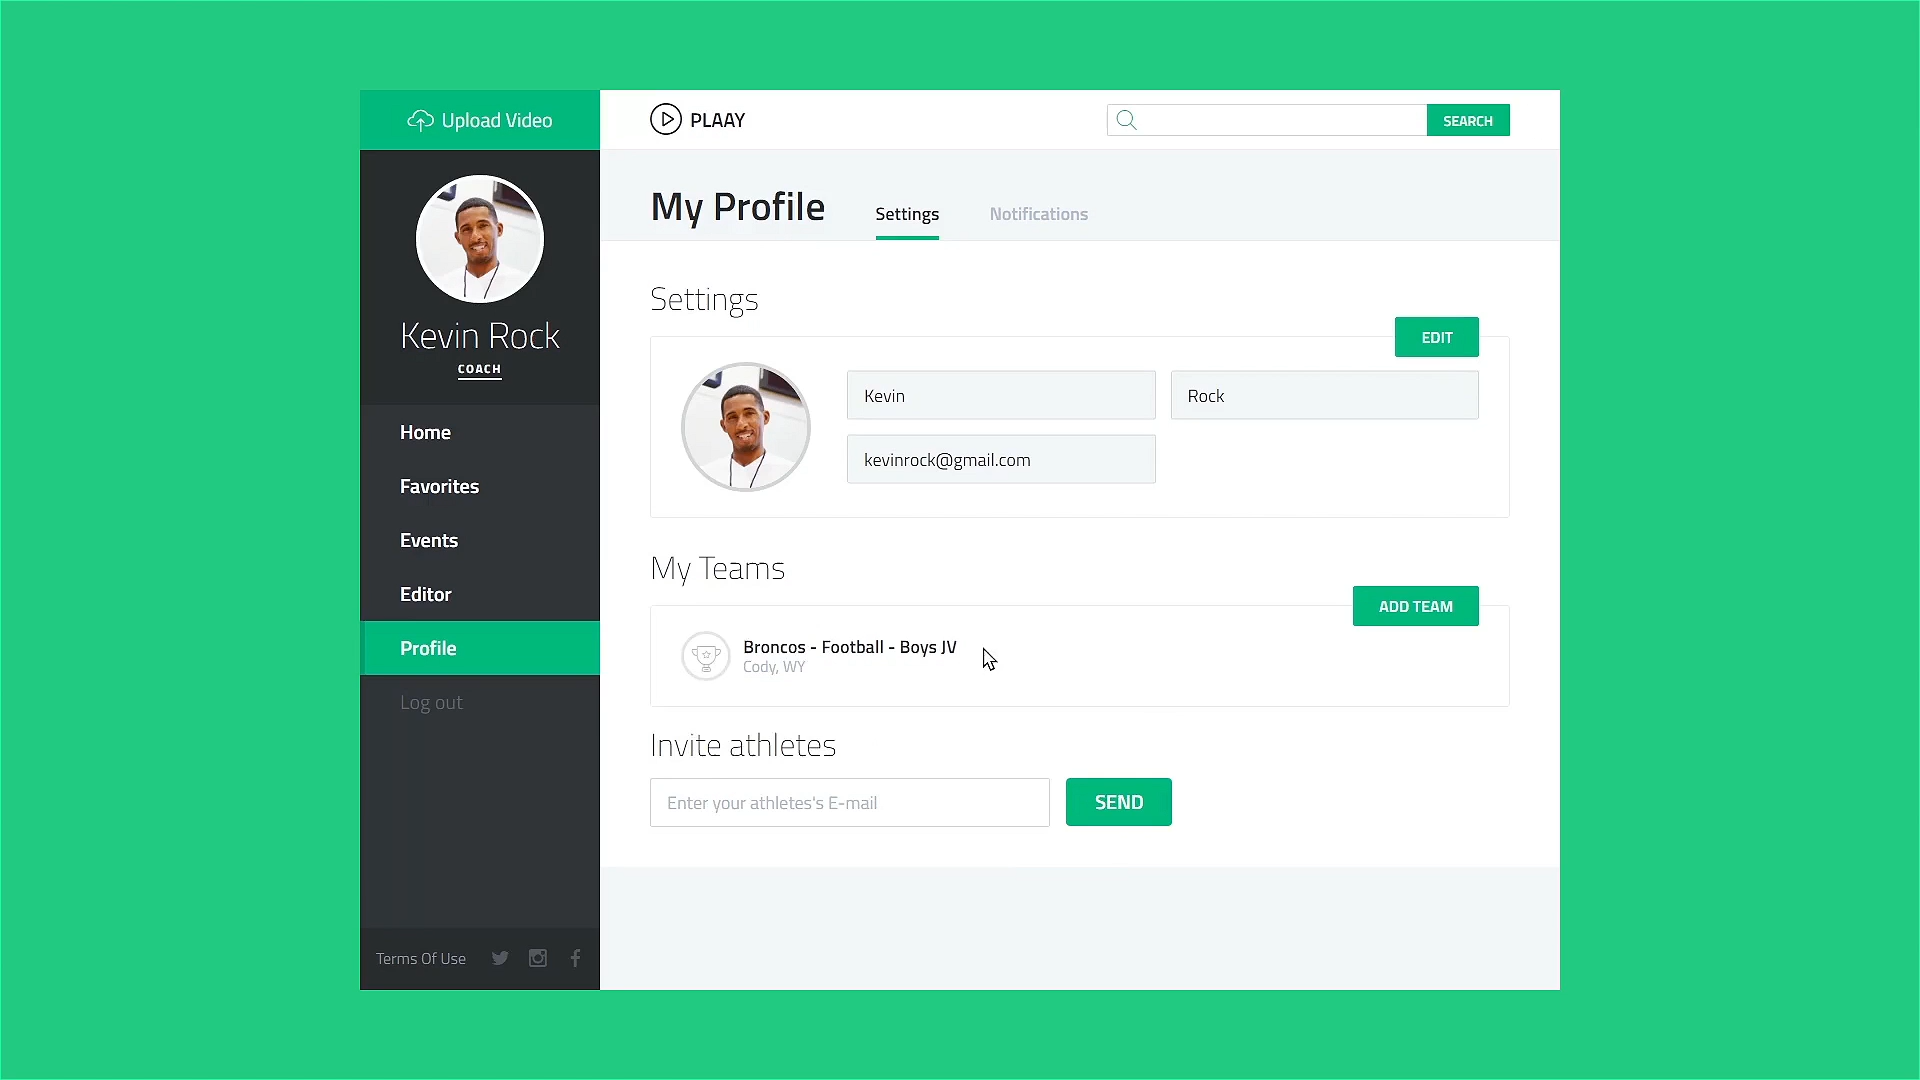 Upload Video
PLAAY
SEARCH
Kevin Rock
COACH
Home
Favorites
Events
Editor
Profile
Log out
Terms Of Use
My Profile
Settings
Notifications
Settings
EDIT
Kevin
Rock
kevinrock@gmail.com
My Teams
ADD TEAM
Broncos - Football - Boys JV
Cody, WY
Invite athletes
Enter your athletes's E-mail
SEND